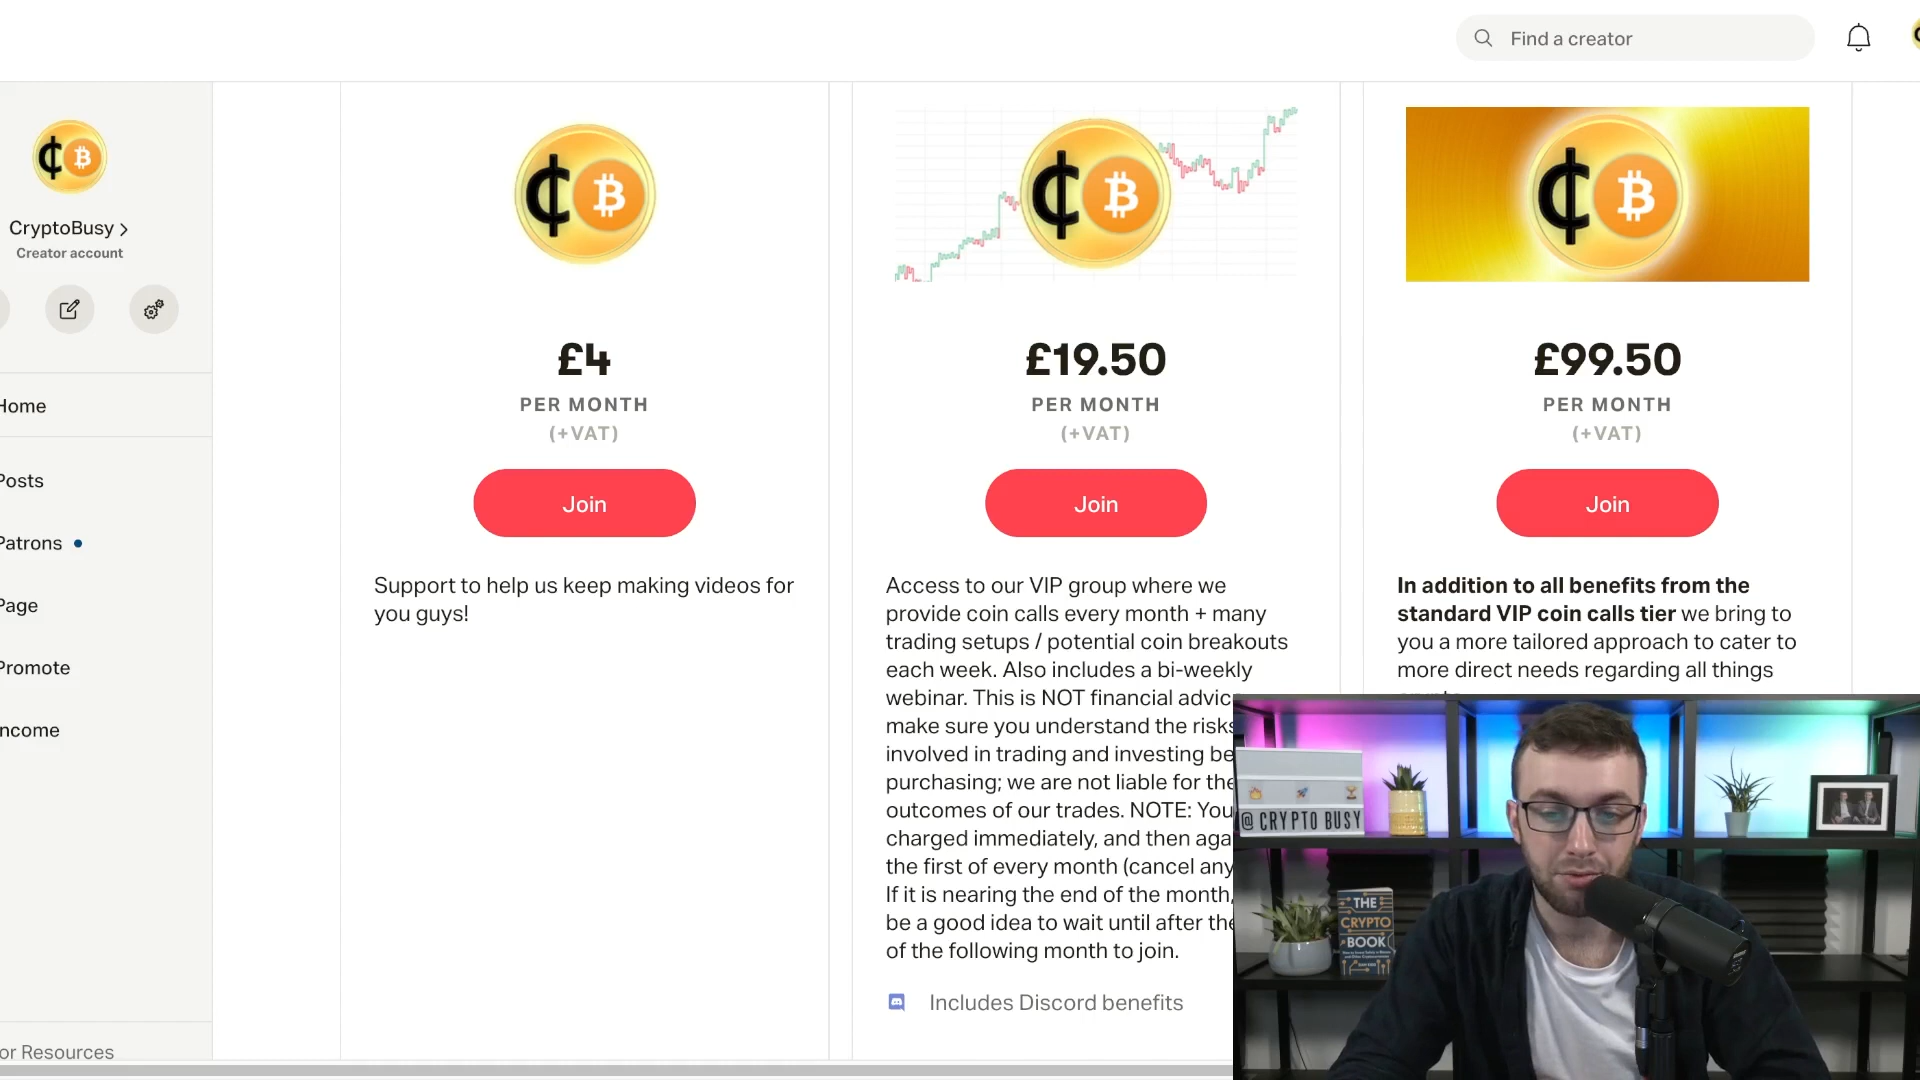 Find a creator
CryptoBusy
Creator account
Home
Posts
Patrons
Page
Promote
Income
or Resources
£4
PER MONTH
(+VAT)
Join
Support to help us keep making videos for
you guys!
£19.50
PER MONTH
(+VAT)
Join
Access to our VIP group where we
provide coin calls every month + many
trading setups / potential coin breakouts
each week. Also includes a bi-weekly
webinar. This is NOT financial advic
make sure you understand the risks
involved in trading and investing be
purchasing; we are not liable for the
outcomes of our trades. NOTE: You
charged immediately, and then aga
the first of every month (cancel any
If it is nearing the end of the month,
be a good idea to wait until after the
of the following month to join.
Includes Discord benefits
£99.50
PER MONTH
(+VAT)
Join
In addition to all benefits from the
standard VIP coin calls tier we bring to
you a more tailored approach to cater to
more direct needs regarding all things
@ CRYPTO BUSY
THE
CRYPTO
BOOK